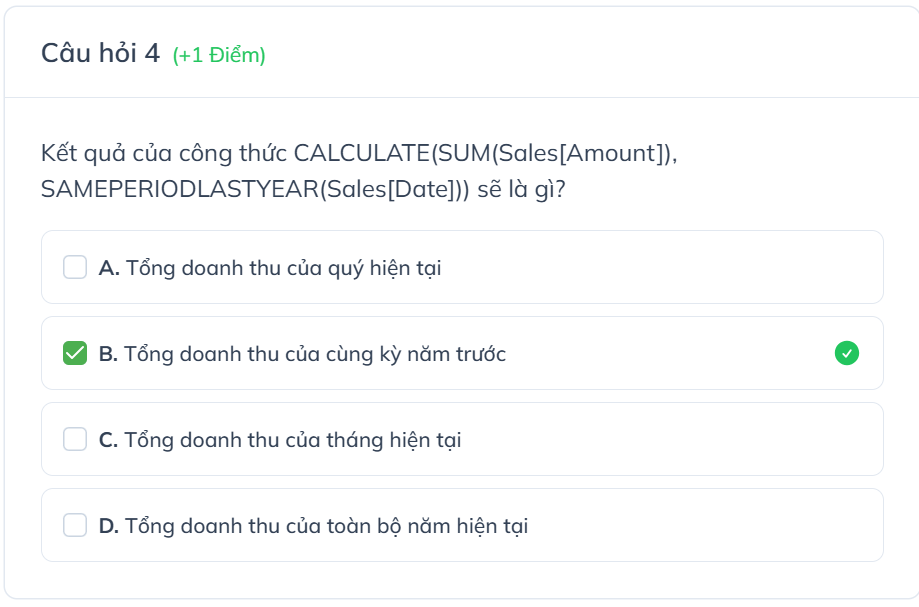 Câu hỏi 4 (+1 Điểm)
Kết quả của công thức CALCULATE(SUM(Sales[Amount]),
SAMEPERIODLASTYEAR(Sales[Date])) sẽ là gì?
A. Tổng doanh thu của quý hiện tại
B. Tổng doanh thu của cùng kỳ năm trước
C. Tổng doanh thu của tháng hiện tại
D. Tổng doanh thu của toàn bộ năm hiện tại